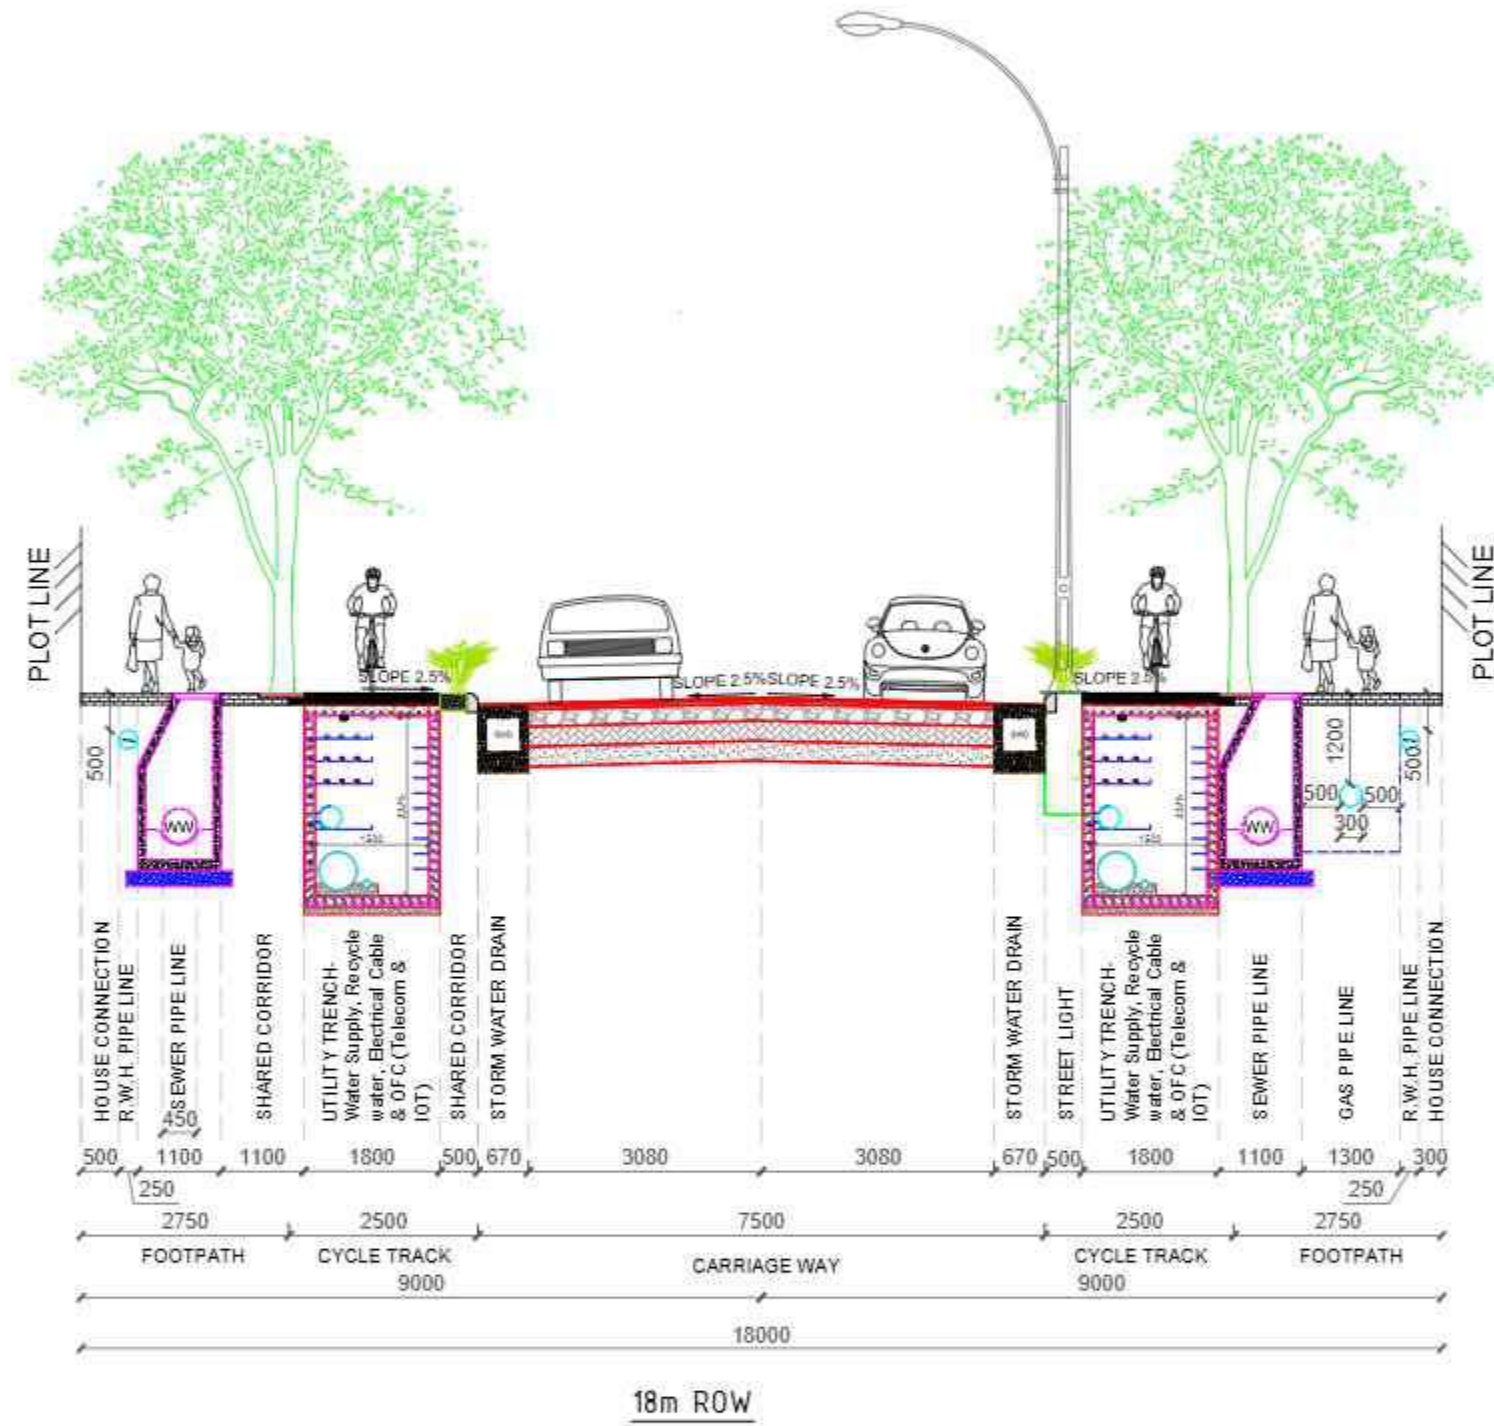 PLOT LINE
PLOT LINE
SLOPE 2.5%
SLOPE 2.5%
SLOPE 2.5%
SLOPE 2.5%
500
WW
1200
500
500
500
300
WW
HOUSE CONNECTION
R.W.H. PIPE LINE
SEWER PIPE LINE
450
SHARED CORRIDOR
UTILITY TRENCH-
Water Supply, Recycle
water, Electrical Cable
& OFC (Telecom &
IOT)
SHARED CORRIDOR
STORM WATER DRAIN
STORM WATER DRAIN
STREET LIGHT
UTILITY TRENCH-
Water Supply, Recycle
water, Electrical Cable
& OFC (Telecom &
IOT)
SEWER PIPE LINE
GAS PIPE LINE
R.W.H. PIPE LINE
HOUSE CONNECTION
500 1100 1100 1800 500 670 3080 3080 670 500 1800 1100 1300 300
250 250
2750 2500 7500 2500 2750
FOOTPATH CYCLE TRACK CARRIAGE WAY CYCLE TRACK FOOTPATH
9000 9000
18000
18m ROW